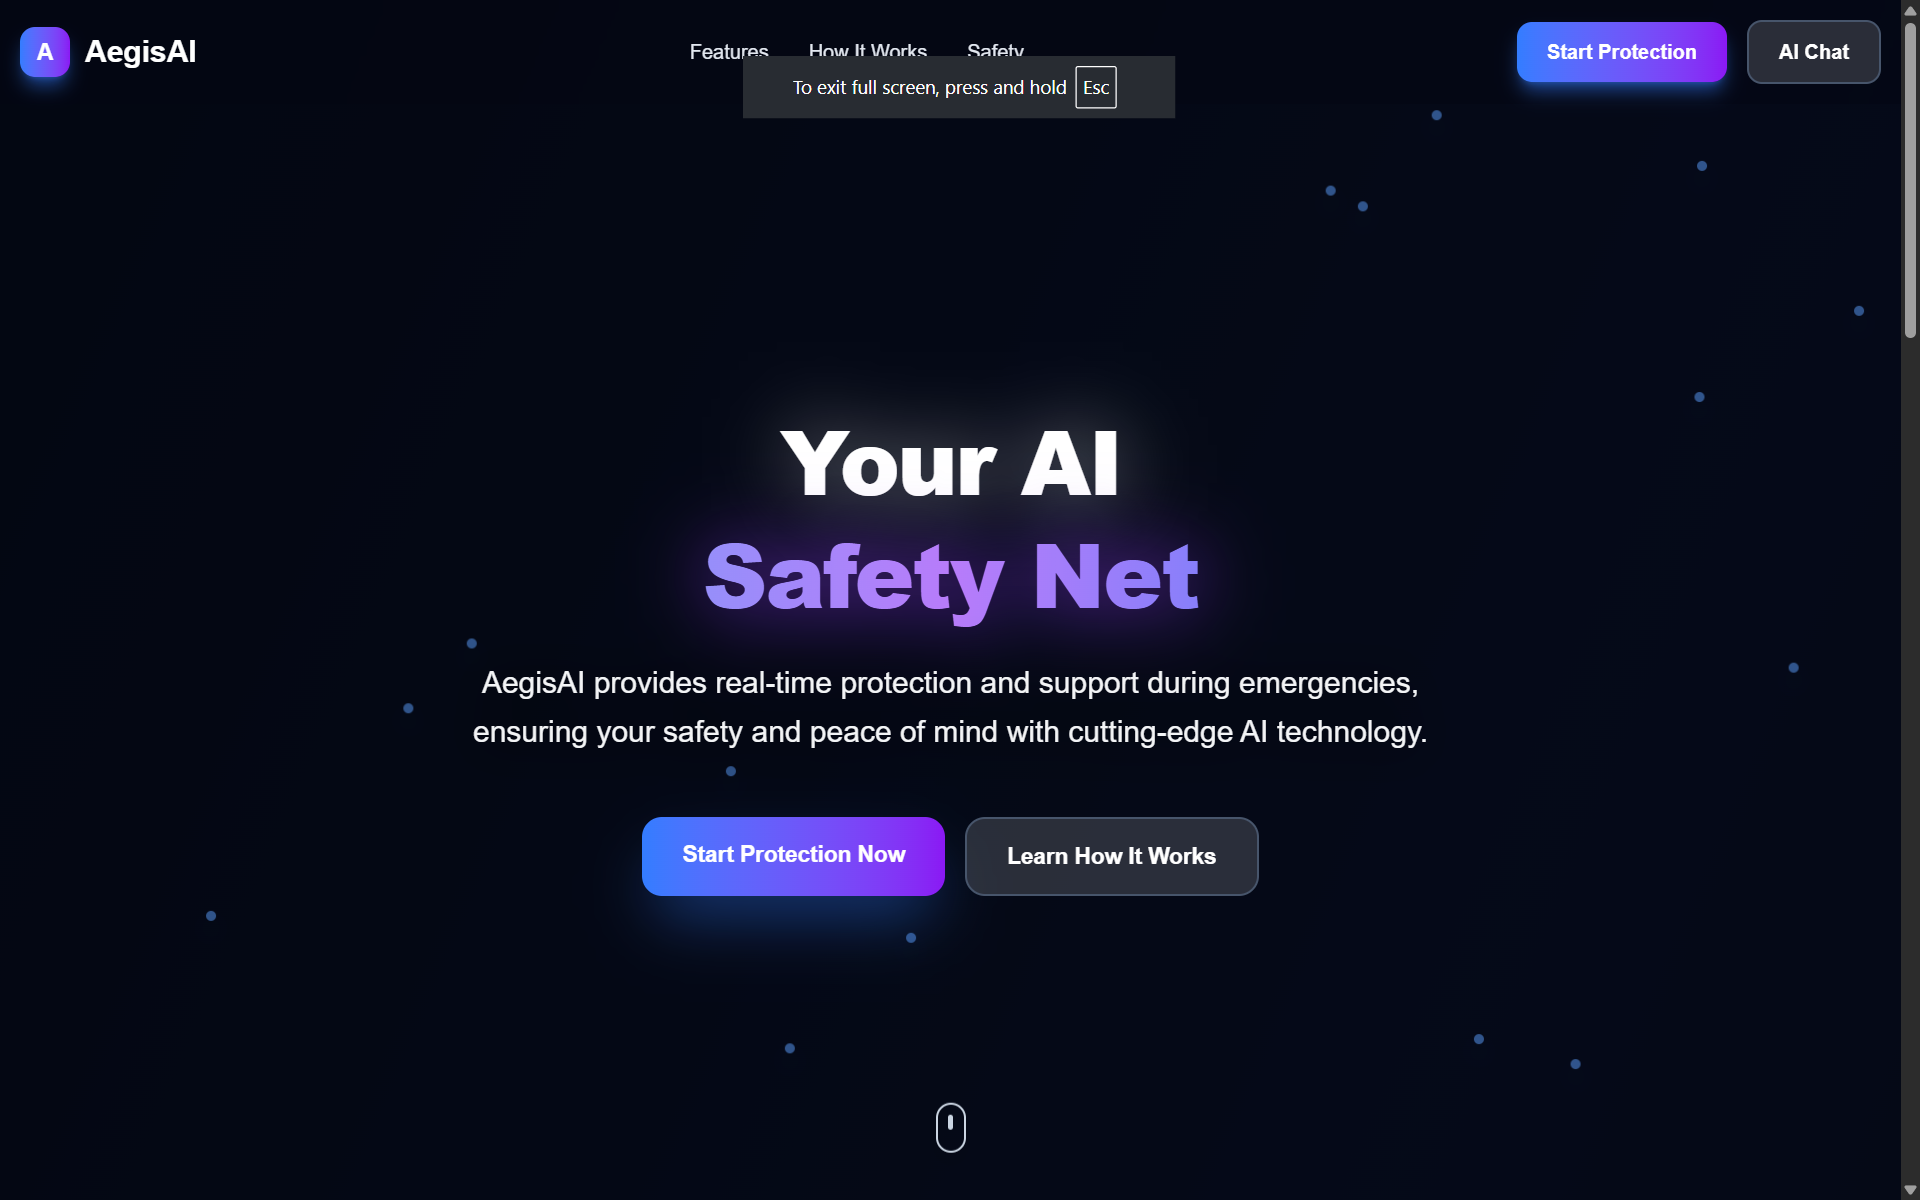 A AegisAI
Features How It Works Safety
Start Protection AI Chat
To exit full screen, press and hold Esc
Your AI
Safety Net
AegisAI provides real-time protection and support during emergencies,
ensuring your safety and peace of mind with cutting-edge AI technology.
Start Protection Now Learn How It Works